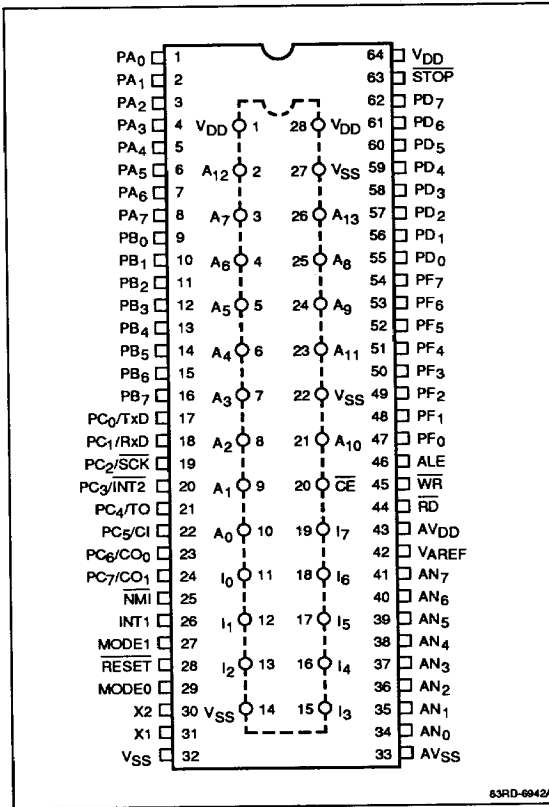 PA0 1
PA1 2
PA2 3
PA3 4
PA4 5
PA5 6
PA6 7
PA7 8
PB0 9
PB1 10
PB2 11
PB3 12
PB4 13
PB5 14
PB6 15
PB7 16
PC0/TxD 17
PC1/RxD 18
PC2/SCK 19
PC3/INT2 20
PC4/TO 21
PC5/CI 22
PC6/CO0 23
PC7/CO1 24
NMI 25
INT1 26
MODE1 27
RESET 28
MODE0 29
X2 30
X1 31
VSS 32
VDD 1
A12 2
A7 3
A6 4
A5 5
A4 6
A3 7
A2 8
A1 9
A0 10
I0 11
I1 12
I2 13
VSS 14
28 VDD
27 VSS
26 A13
25 A8
24 A9
23 A11
22 VSS
21 A10
20 CE
19 I7
18 I6
17 I5
16 I4
15 I3
64 VDD
63 STOP
62 PD7
61 PD6
60 PD5
59 PD4
58 PD3
57 PD2
56 PD1
55 PD0
54 PF7
53 PF6
52 PF5
51 PF4
50 PF3
49 PF2
48 PF1
47 PF0
46 ALE
45 WR
44 RD
43 AVDD
42 VAREF
41 AN7
40 AN6
39 AN5
38 AN4
37 AN3
36 AN2
35 AN1
34 AN0
33 AVSS
83RD-6942A